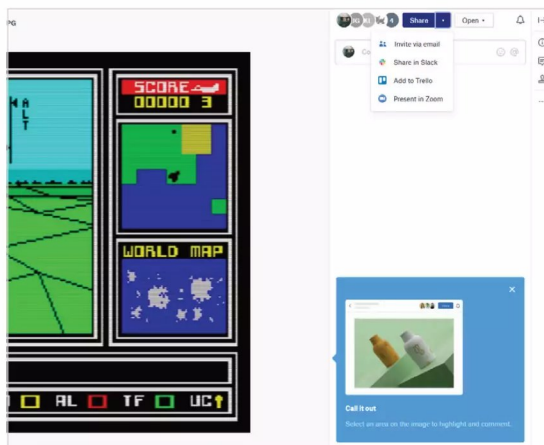 PG
Share
Open
Invite via email
Share in Slack
Add to Trello
Present in Zoom
SCORE
00000 3
ALT
WORLD MAP
AL TF UC
Call it out
Select an area on the image to highlight and comment.